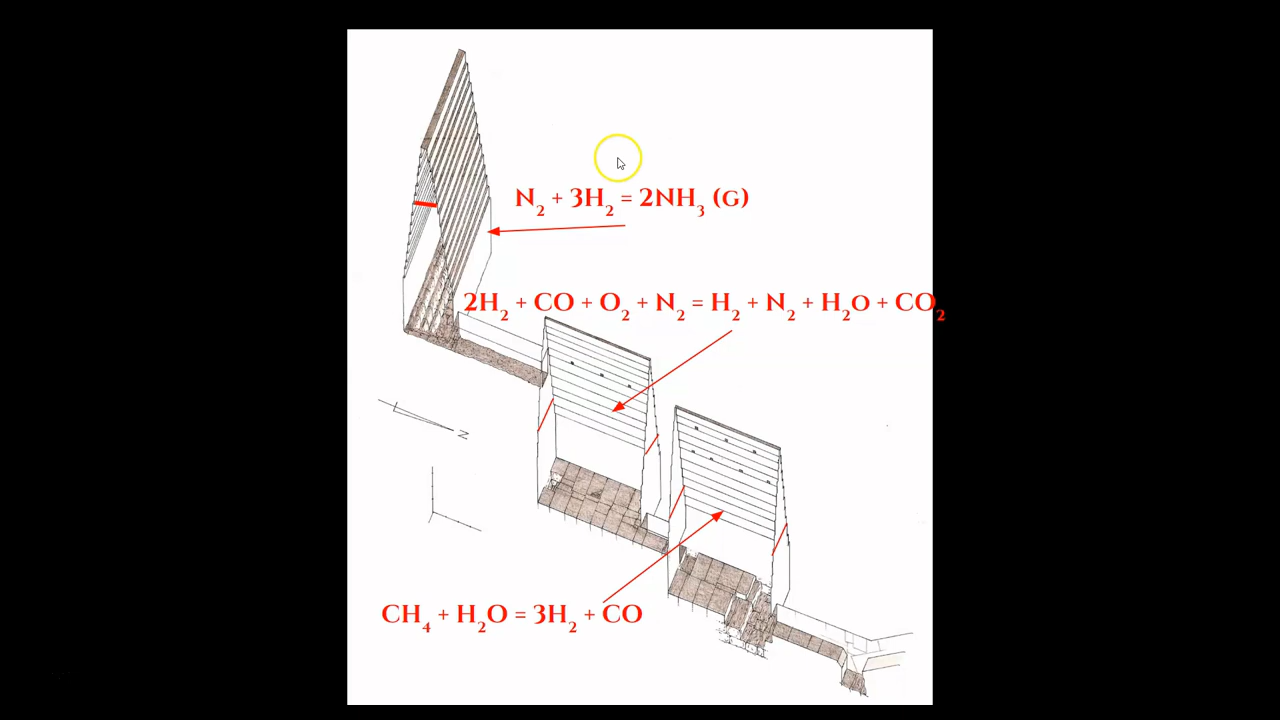 N₂ + 3H₂ = 2NH₃ (G)
2H₂ + CO + O₂ + N₂ = H₂ + N₂ + H₂O + CO₂
N
CH₄ + H₂O = 3H₂ + CO